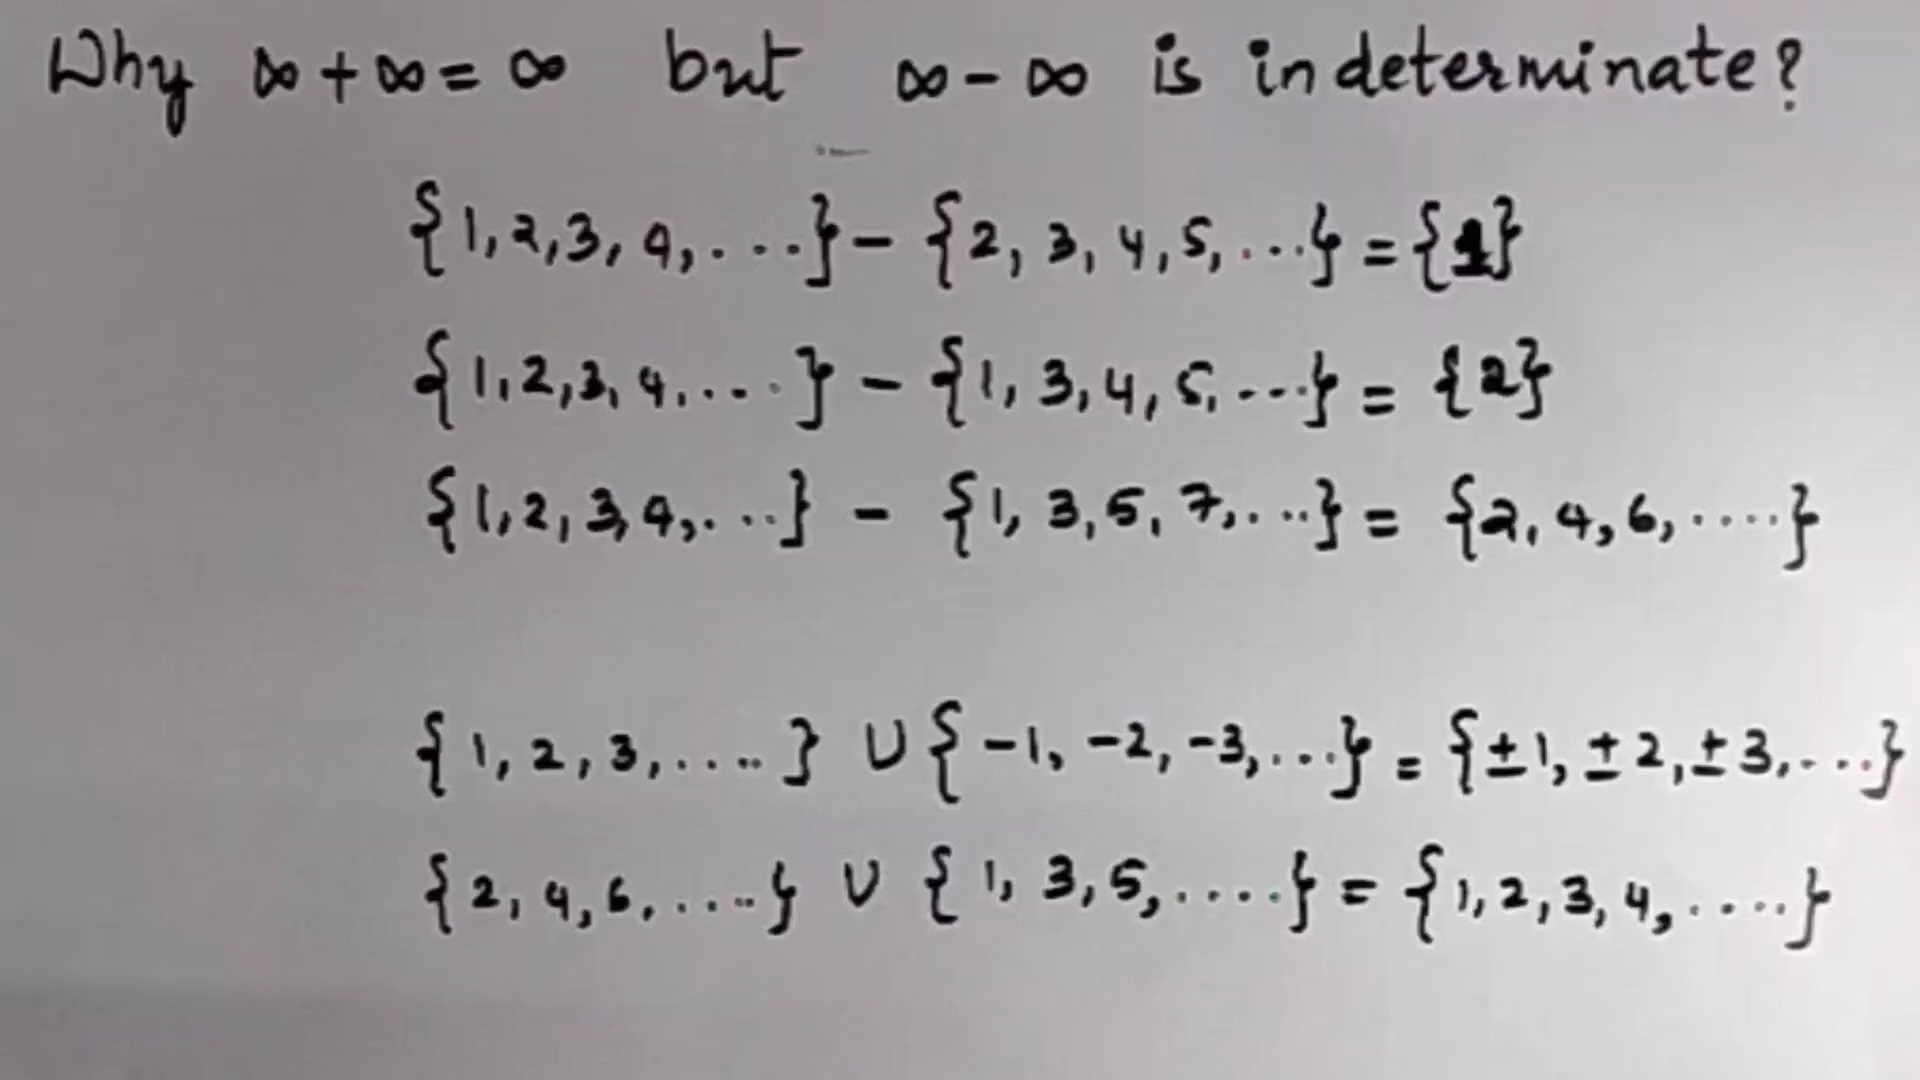 Why ∞ + ∞ = ∞ but ∞ - ∞ is indeterminate?
{1, 2, 3, 4, ....} - {2, 3, 4, 5, ...} = {1}
{1, 2, 3, 4, ....} - {1, 3, 4, 5, ...} = {2}
{1, 2, 3, 4, ...} - {1, 3, 5, 7, ...} = {2, 4, 6, ....}
{1, 2, 3, .....} ∪ {-1, -2, -3, ...} = {±1, ±2, ±3, ...}
{2, 4, 6, .....} ∪ {1, 3, 5, .....} = {1, 2, 3, 4, ....}